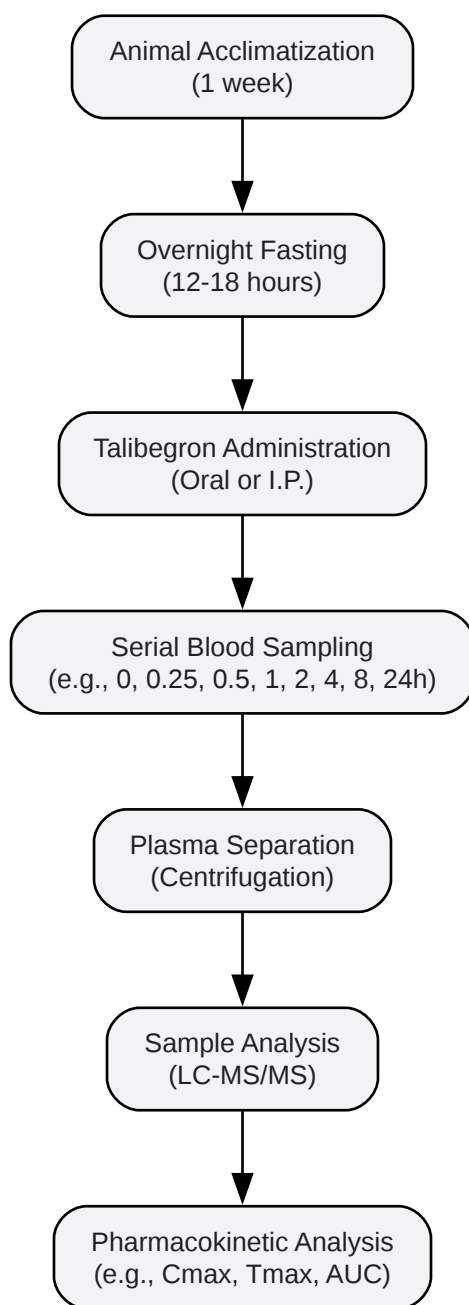 Animal Acclimatization
(1 week)
Overnight Fasting
(12-18 hours)
Talibegron Administration
(Oral or I.P.)
Serial Blood Sampling
(e.g., 0, 0.25, 0.5, 1, 2, 4, 8, 24h)
Plasma Separation
(Centrifugation)
Sample Analysis
(LC-MS/MS)
Pharmacokinetic Analysis
(e.g., Cmax, Tmax, AUC)